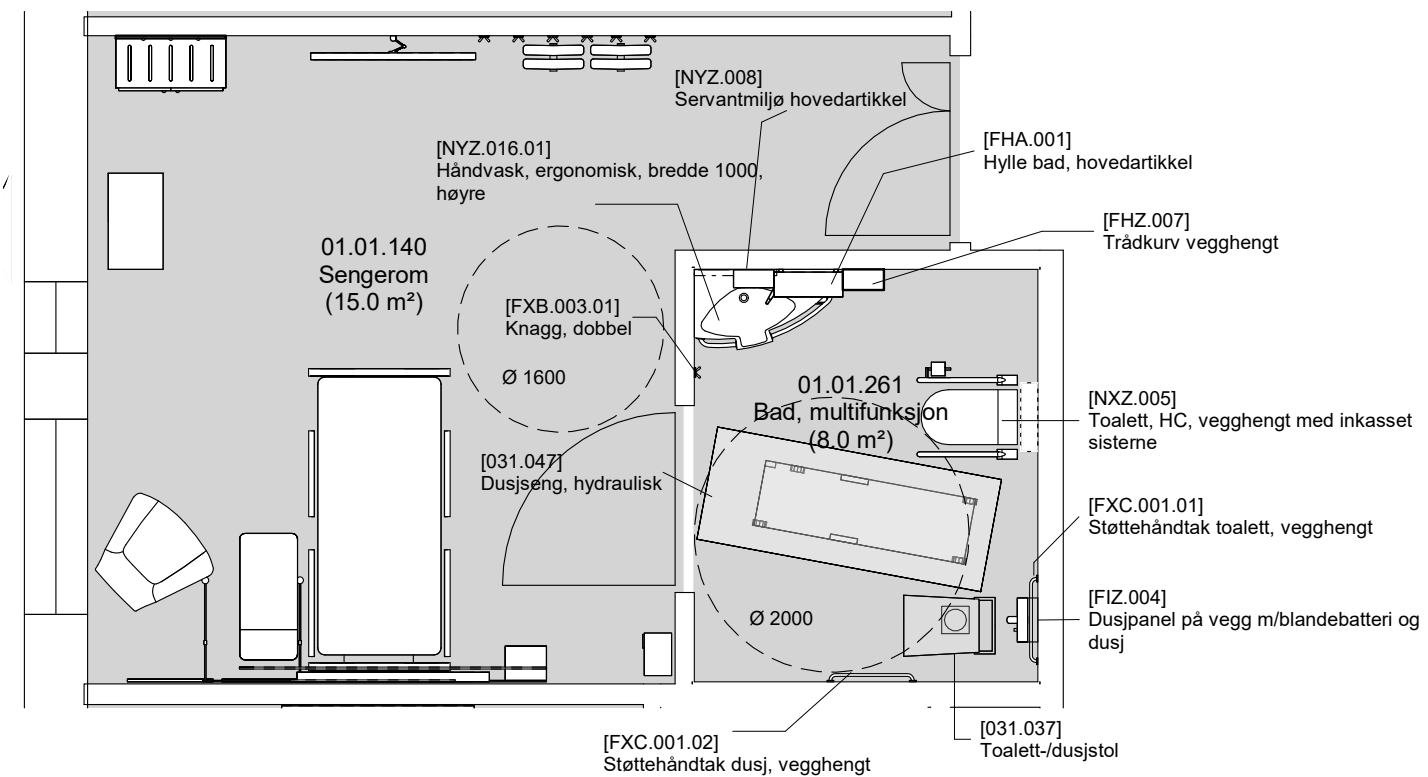 [NYZ.008]
Servantmiljø hovedartikkel
[NYZ.016.01]
Håndvask, ergonomisk, bredde 1000,
høyre
[FHA.001]
Hylle bad, hovedartikkel
[FHZ.007]
Trådkurv vegghengt
01.01.140
Sengerom
(15.0 m²)
[FXB.003.01]
Knagg, dobbel
Ø 1600
01.01.261
Bad, multifunksjon
(8.0 m²)
[NXZ.005]
Toalett, HC, vegghengt med inkasset
sisterne
[031.047]
Dusjseng, hydraulisk
[FXC.001.01]
Støttehåndtak toalett, vegghengt
[FIZ.004]
Dusjpanel på vegg m/blandebatteri og
dusj
Ø 2000
[031.037]
Toalett-/dusjstol
[FXC.001.02]
Støttehåndtak dusj, vegghengt